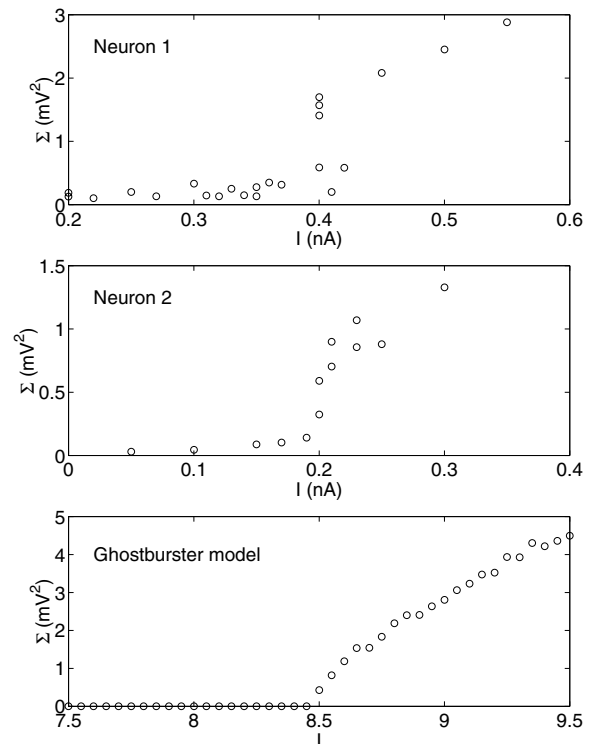 3
2
1
0
0.2 0.3 0.4 0.5 0.6
Σ (mV²)
Neuron 1
I (nA)
1.5
1
0.5
0
0 0.1 0.2 0.3 0.4
Σ (mV²)
Neuron 2
I (nA)
5
4
3
2
1
0
7.5 8 8.5 9 9.5
Σ (mV²)
Ghostburster model
I